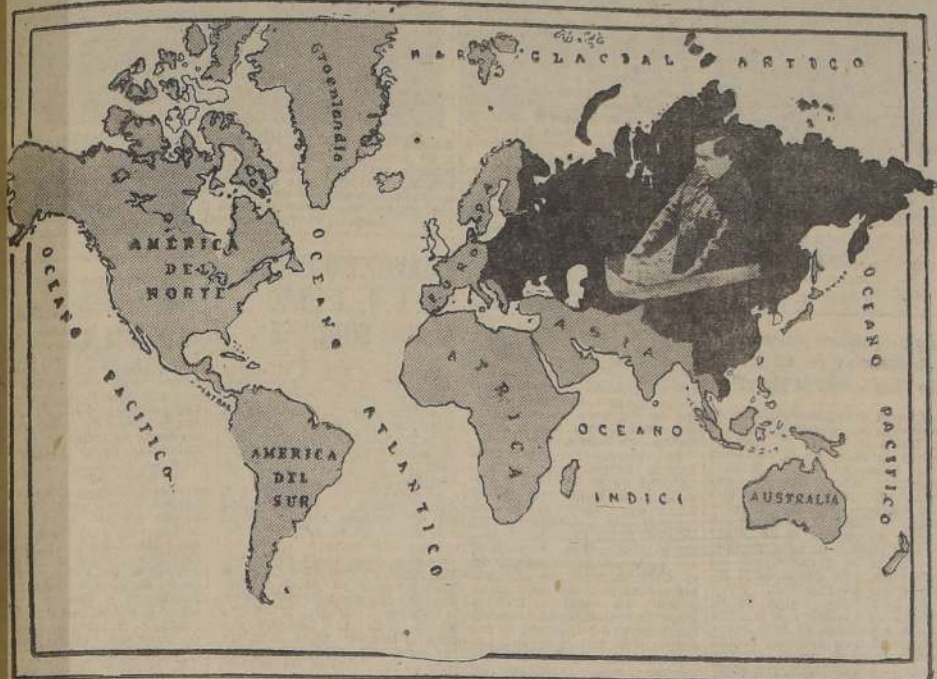 MAR GLACIAL ARTICO
Groenlandia
AMÉRICA
DEL
NORTE
EUROPA
OCEANO
PACIFICO
OCEANO
ATLANTICO
ASIA
AFRICA
OCEANO
INDICO
AMERICA
DEL
SUR
AUSTRALIA
OCEANO
PACIFICO